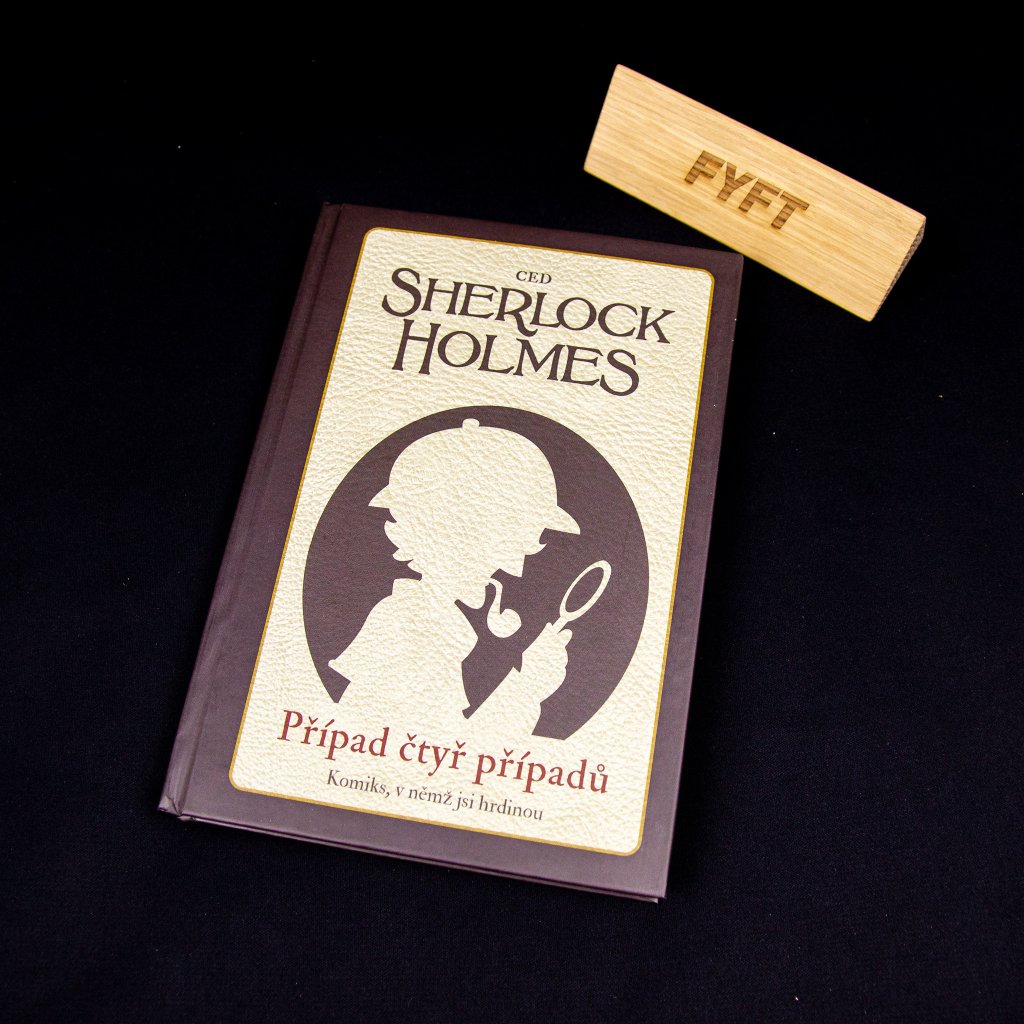 FYFT
CED
SHERLOCK
HOLMES
Případ čtyř případů
Komiks, v němž jsi hrdinou